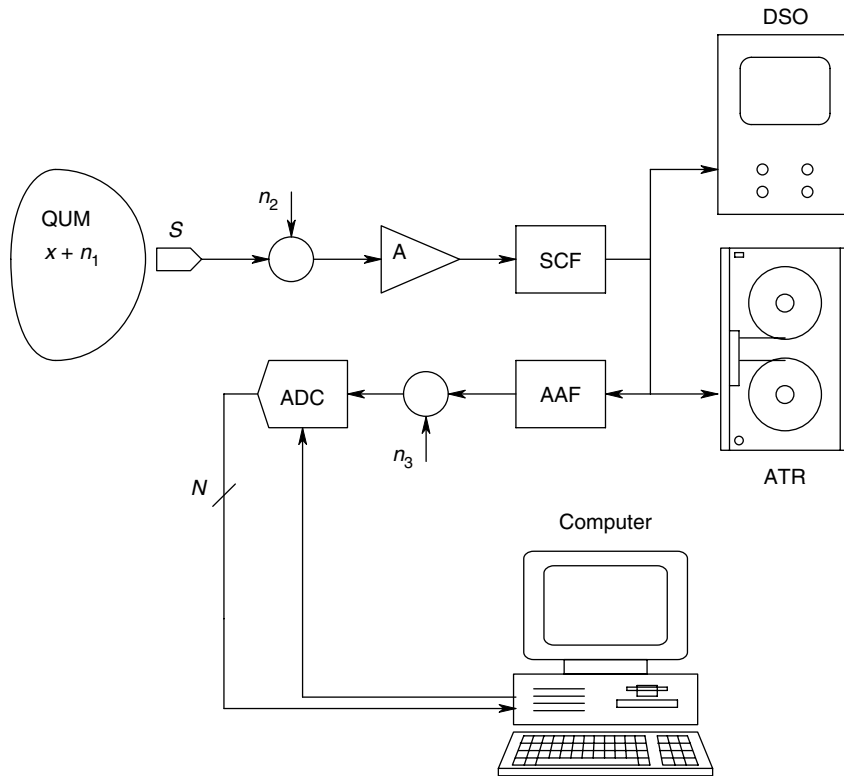 DSO
QUM
x + n1
S
n2
A
SCF
ADC
n3
AAF
ATR
N
Computer